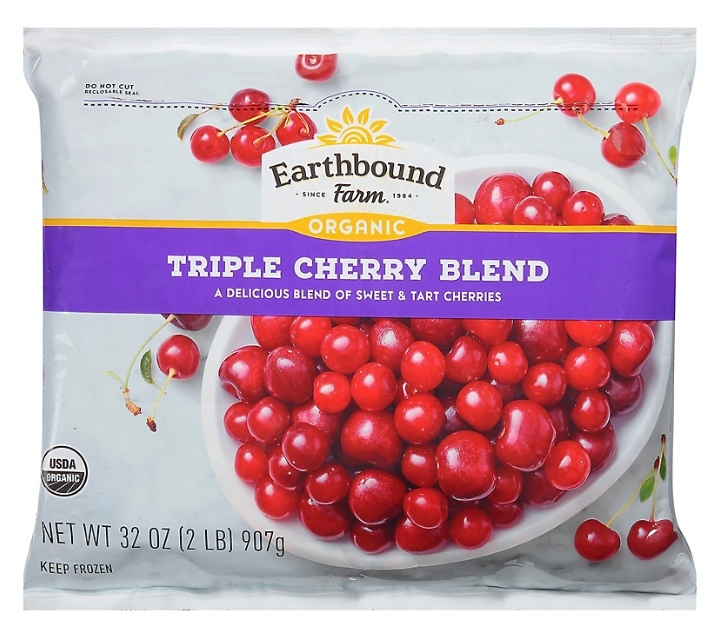 DO NOT CUT
RECLOSABLE SEAL
Earthbound
• SINCE Farm® 1984 •
ORGANIC
TRIPLE CHERRY BLEND
A DELICIOUS BLEND OF SWEET & TART CHERRIES
USDA
ORGANIC
NET WT 32 OZ (2 LB) 907g
KEEP FROZEN